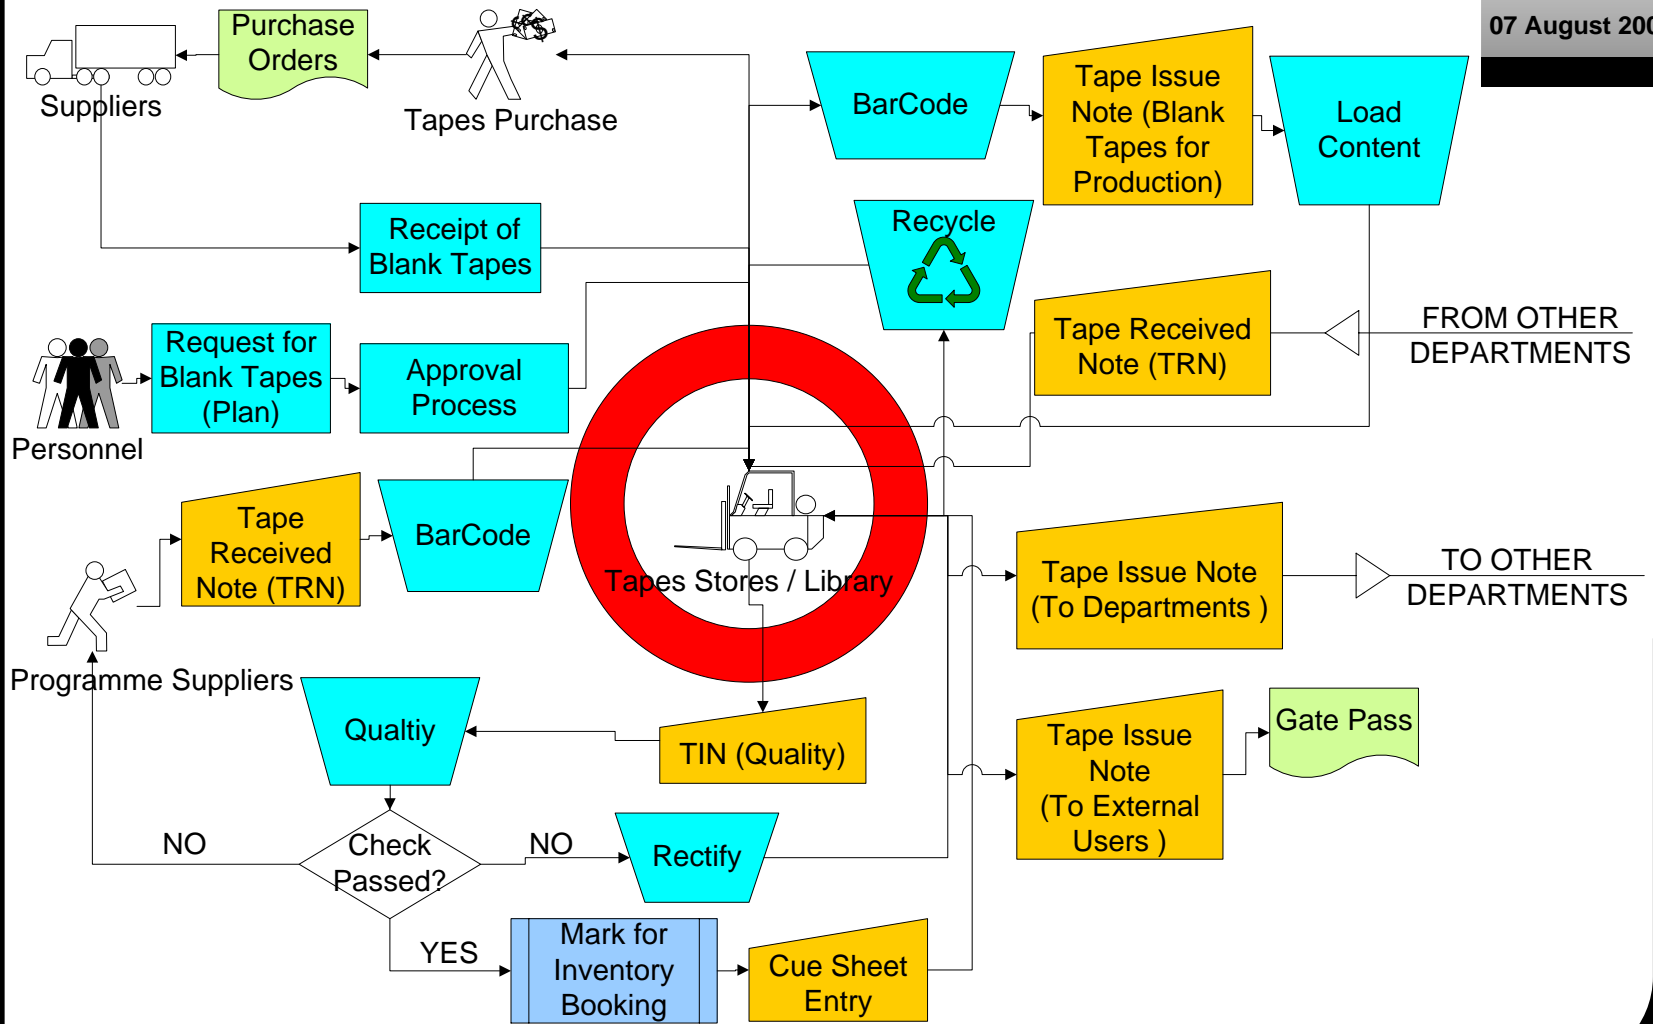 07 August 200
Purchase
Orders
Suppliers
Tapes Purchase
BarCode
Tape Issue
Note (Blank
Tapes for
Production)
Load
Content
Receipt of
Blank Tapes
Recycle
Request for
Blank Tapes
(Plan)
Approval
Process
Personnel
Tape Received
Note (TRN)
FROM OTHER
DEPARTMENTS
Tape
Received
Note (TRN)
BarCode
Tapes Stores / Library
Tape Issue Note
(To Departments )
TO OTHER
DEPARTMENTS
Programme Suppliers
Qualtiy
TIN (Quality)
Tape Issue
Note
(To External
Users )
Gate Pass
NO
Check
Passed?
NO
Rectify
YES
Mark for
Inventory
Booking
Cue Sheet
Entry